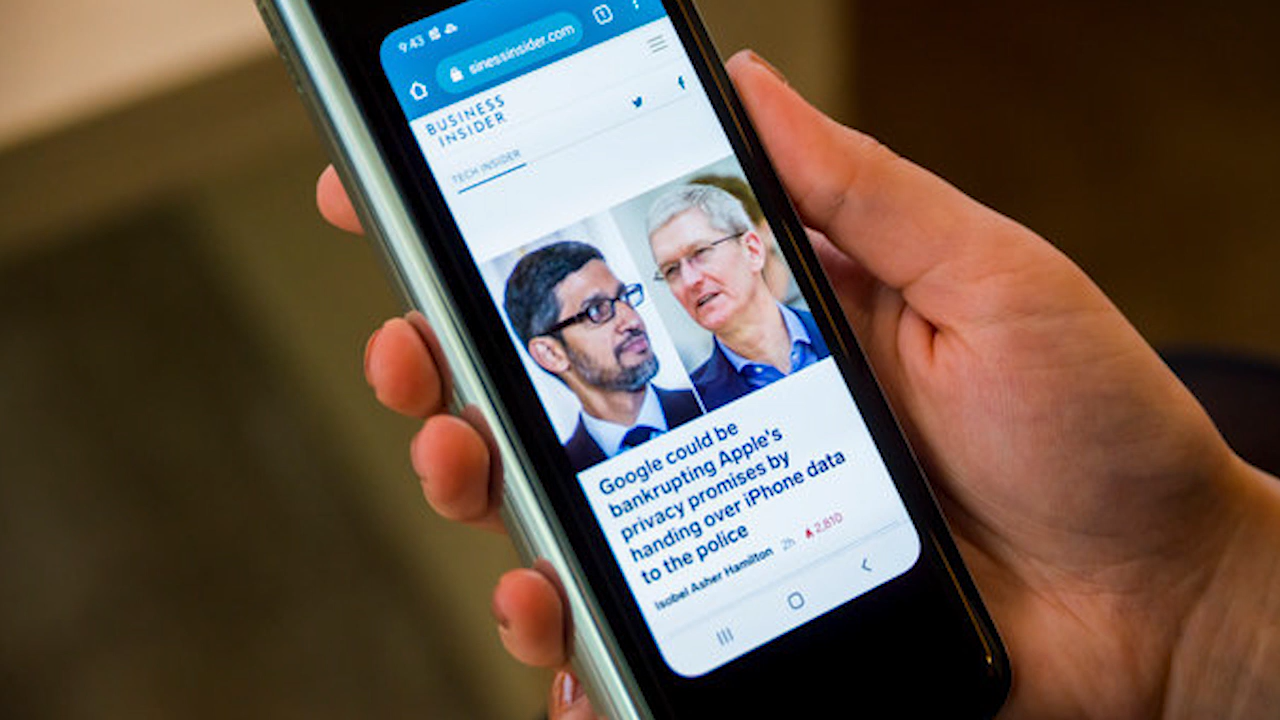 9:43
sinessinsider.com
1
BUSINESS
INSIDER
TECH INSIDER
Google could be
bankrupting Apple's
privacy promises by
handing over iPhone data
to the police
Isobel Asher Hamilton 2h 2,810